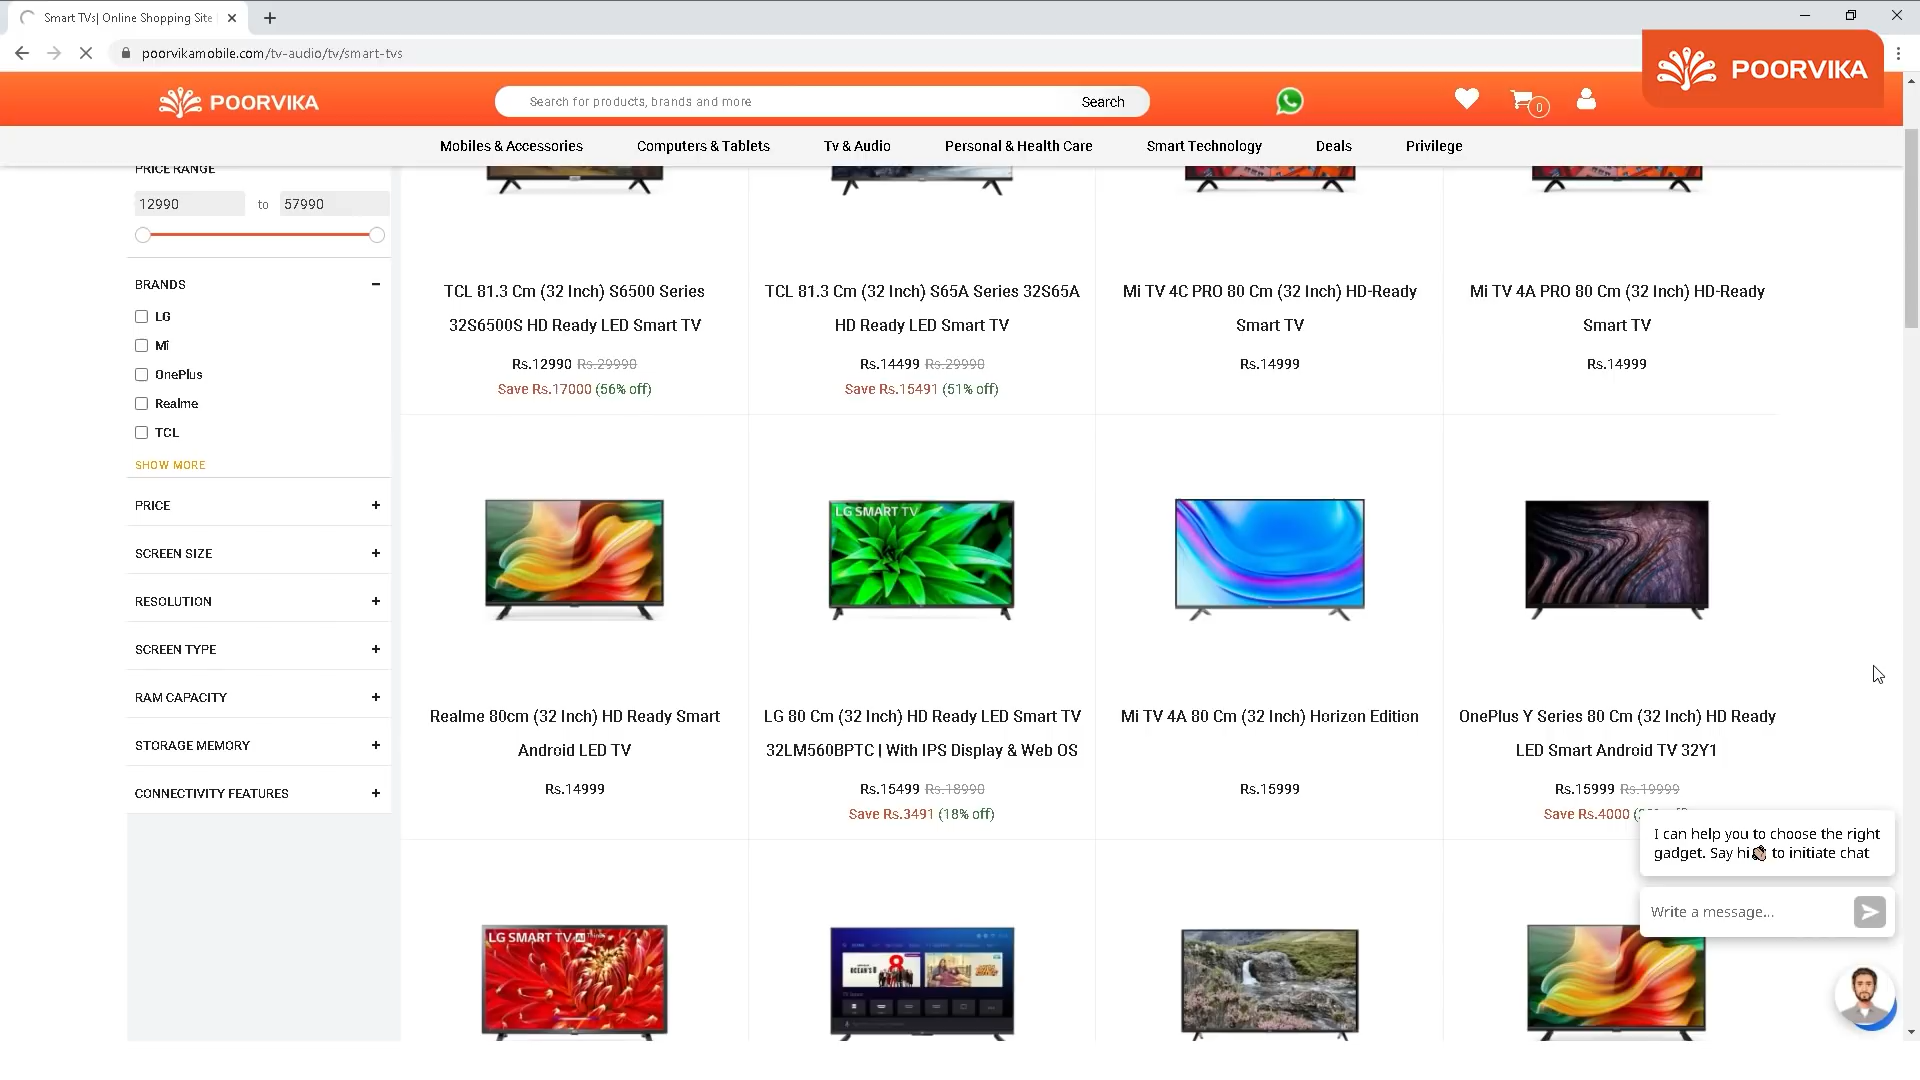 Smart TVs| Online Shopping Site
poorvikamobile.com/tv-audio/tv/smart-tvs
POORVIKA
POORVIKA
Search for products, brands and more
Search
0
Mobiles & Accessories
Computers & Tablets
Tv & Audio
Personal & Health Care
Smart Technology
Deals
Privilege
PRICE RANGE
12990 to 57990
BRANDS
LG
Mi
OnePlus
Realme
TCL
SHOW MORE
PRICE
SCREEN SIZE
RESOLUTION
SCREEN TYPE
RAM CAPACITY
STORAGE MEMORY
CONNECTIVITY FEATURES
TCL 81.3 Cm (32 Inch) S6500 Series
32S6500S HD Ready LED Smart TV
Rs.12990 Rs.29990
Save Rs.17000 (56% off)
TCL 81.3 Cm (32 Inch) S65A Series 32S65A
HD Ready LED Smart TV
Rs.14499 Rs.29990
Save Rs.15491 (51% off)
Mi TV 4C PRO 80 Cm (32 Inch) HD-Ready
Smart TV
Rs.14999
Mi TV 4A PRO 80 Cm (32 Inch) HD-Ready
Smart TV
Rs.14999
Realme 80cm (32 Inch) HD Ready Smart
Android LED TV
Rs.14999
LG SMART TV
LG 80 Cm (32 Inch) HD Ready LED Smart TV
32LM560BPTC | With IPS Display & Web OS
Rs.15499 Rs.18990
Save Rs.3491 (18% off)
Mi TV 4A 80 Cm (32 Inch) Horizon Edition
Rs.15999
OnePlus Y Series 80 Cm (32 Inch) HD Ready
LED Smart Android TV 32Y1
Rs.15999 Rs.19999
Save Rs.4000
LG SMART TV AI ThinQ
OCEAN'S 8
I can help you to choose the right
gadget. Say hi to initiate chat
Write a message...